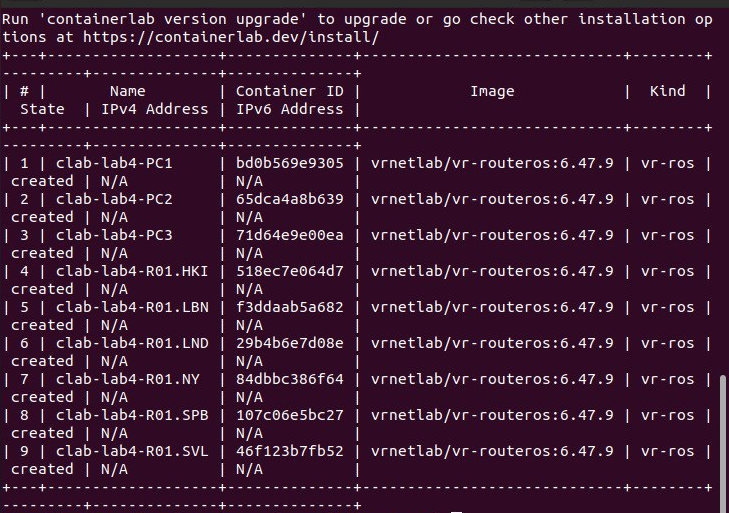 Run 'containerlab version upgrade' to upgrade or go check other installation op
tions at https://containerlab.dev/install/
+---+-------------------+--------------+------------------------------+--------+
---------+--------------+--------------+
| # |       Name        | Container ID |            Image             |  Kind  |
  State  | IPv4 Address | IPv6 Address |
+---+-------------------+--------------+------------------------------+--------+
---------+--------------+--------------+
| 1 | clab-lab4-PC1     | bd0b569e9305 | vrnetlab/vr-routeros:6.47.9 | vr-ros |
 created | N/A          | N/A          |
| 2 | clab-lab4-PC2     | 65dca4a8b639 | vrnetlab/vr-routeros:6.47.9 | vr-ros |
 created | N/A          | N/A          |
| 3 | clab-lab4-PC3     | 71d64e9e00ea | vrnetlab/vr-routeros:6.47.9 | vr-ros |
 created | N/A          | N/A          |
| 4 | clab-lab4-R01.HKI | 518ec7e064d7 | vrnetlab/vr-routeros:6.47.9 | vr-ros |
 created | N/A          | N/A          |
| 5 | clab-lab4-R01.LBN | f3ddaab5a682 | vrnetlab/vr-routeros:6.47.9 | vr-ros |
 created | N/A          | N/A          |
| 6 | clab-lab4-R01.LND | 29b4b6e7d08e | vrnetlab/vr-routeros:6.47.9 | vr-ros |
 created | N/A          | N/A          |
| 7 | clab-lab4-R01.NY  | 84dbbc386f64 | vrnetlab/vr-routeros:6.47.9 | vr-ros |
 created | N/A          | N/A          |
| 8 | clab-lab4-R01.SPB | 107c06e5bc27 | vrnetlab/vr-routeros:6.47.9 | vr-ros |
 created | N/A          | N/A          |
| 9 | clab-lab4-R01.SVL | 46f123b7fb52 | vrnetlab/vr-routeros:6.47.9 | vr-ros |
 created | N/A          | N/A          |
+---+-------------------+--------------+------------------------------+--------+
---------+--------------+--------------+